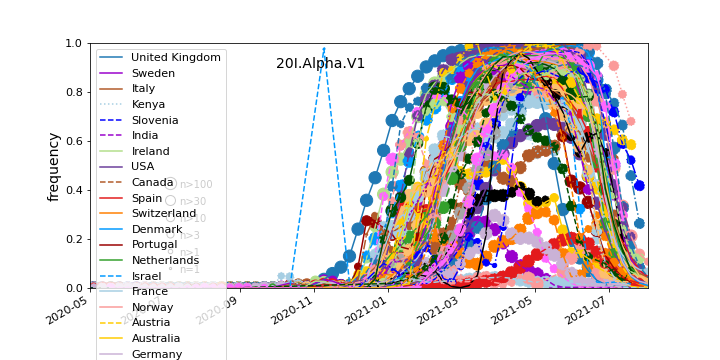 20I.Alpha.V1
frequency
1.0
0.8
0.6
0.4
0.2
0.0
United Kingdom
Sweden
Italy
Kenya
Slovenia
India
Ireland
USA
Canada
Spain
Switzerland
Denmark
Portugal
Netherlands
Israel
France
Norway
Austria
Australia
Germany
n>100
n>30
n>10
n>3
n>1
n=1
2020-05
2020-07
2020-09
2020-11
2021-01
2021-03
2021-05
2021-07